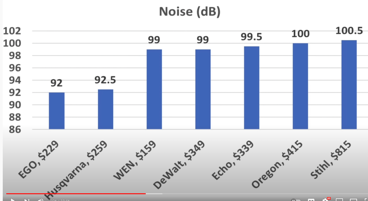 Noise (dB)
102
100
98
96
94
92
90
88
86
92
92.5
99
99
99.5
100
100.5
EGO, $229
Husqvarna, $259
WEN, $159
DeWalt, $349
Echo, $339
Oregon, $415
Stihl, $815